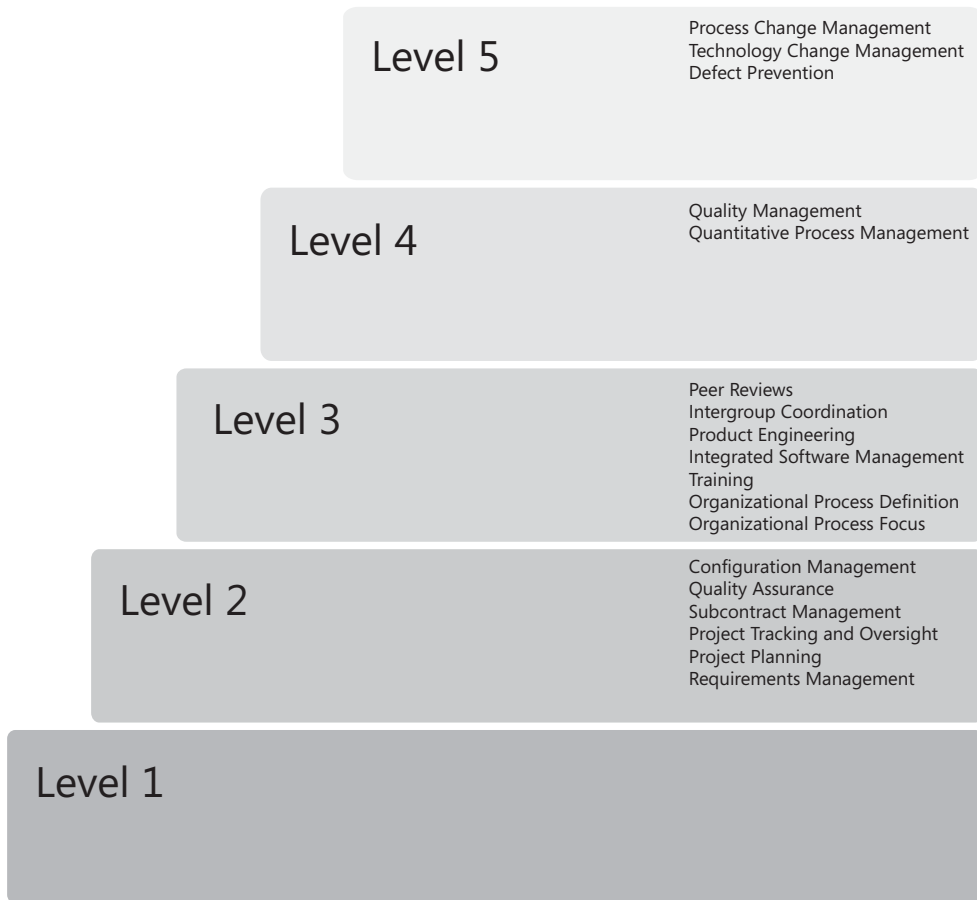 Level 5
Process Change Management
Technology Change Management
Defect Prevention
Level 4
Quality Management
Quantitative Process Management
Level 3
Peer Reviews
Intergroup Coordination
Product Engineering
Integrated Software Management
Training
Organizational Process Definition
Organizational Process Focus
Level 2
Configuration Management
Quality Assurance
Subcontract Management
Project Tracking and Oversight
Project Planning
Requirements Management
Level 1